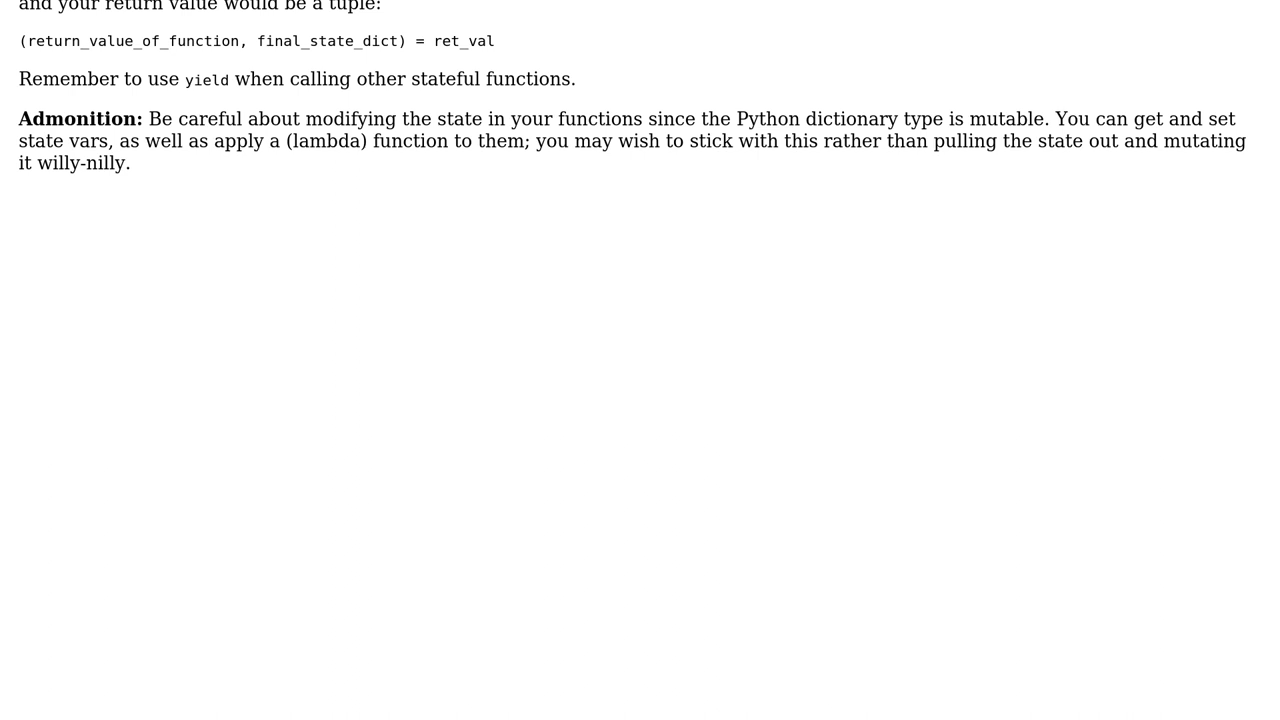 and your return value would be a tuple:
(return_value_of_function, final_state_dict) = ret_val
Remember to use yield when calling other stateful functions.
Admonition: Be careful about modifying the state in your functions since the Python dictionary type is mutable. You can get and set
state vars, as well as apply a (lambda) function to them; you may wish to stick with this rather than pulling the state out and mutating
it willy-nilly.